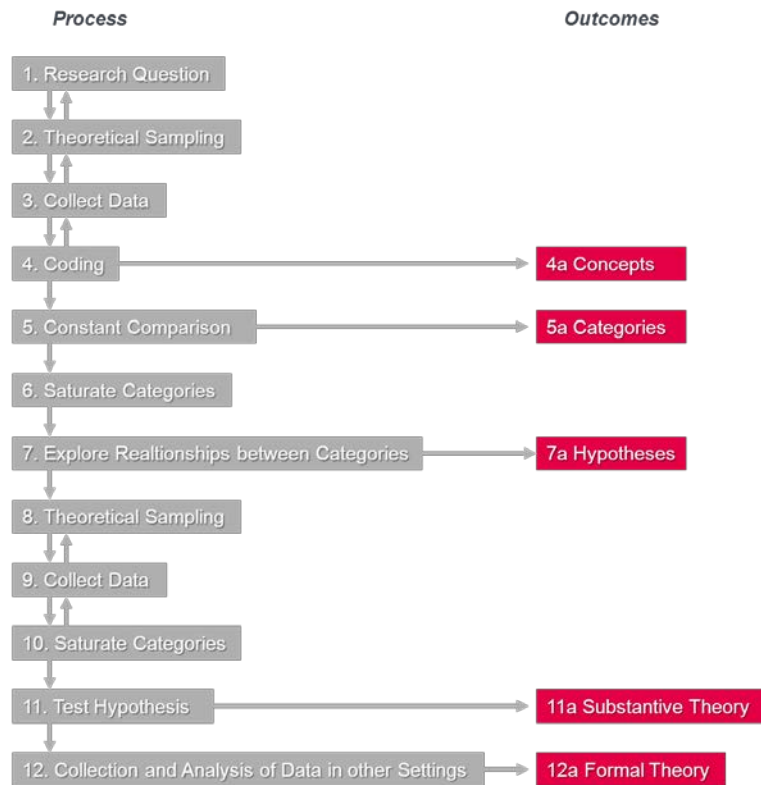 Process
Outcomes
1. Research Question
2. Theoretical Sampling
3. Collect Data
4. Coding
4a Concepts
5. Constant Comparison
5a Categories
6. Saturate Categories
7. Explore Realtionships between Categories
7a Hypotheses
8. Theoretical Sampling
9. Collect Data
10. Saturate Categories
11. Test Hypothesis
11a Substantive Theory
12. Collection and Analysis of Data in other Settings
12a Formal Theory